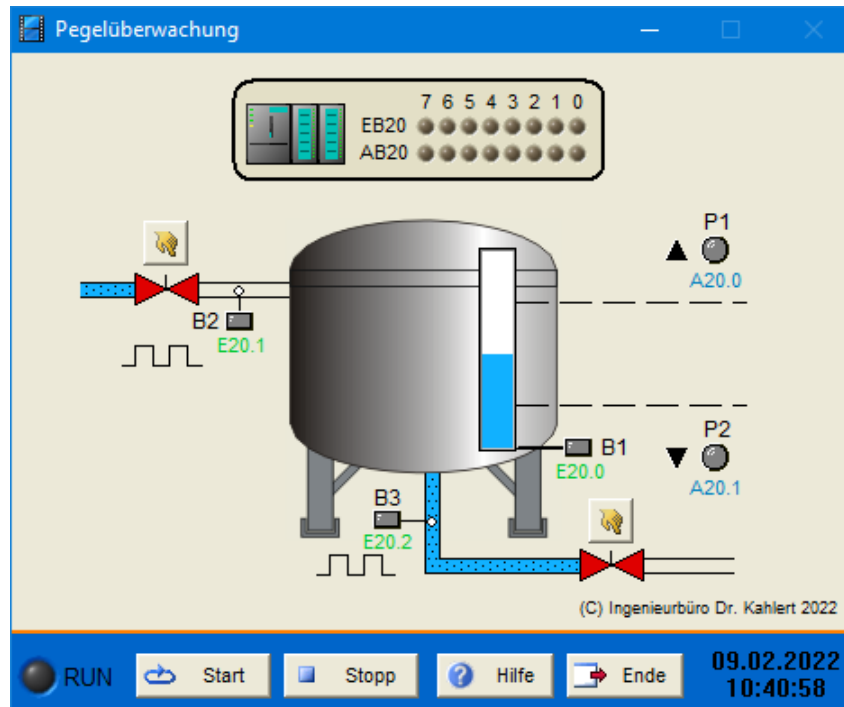 Pegelüberwachung
7 6 5 4 3 2 1 0
EB20
AB20
P1
A20.0
B2
E20.1
B1
E20.0
P2
A20.1
B3
E20.2
(C) Ingenieurbüro Dr. Kahlert 2022
RUN
Start
Stopp
Hilfe
Ende
09.02.2022
10:40:58